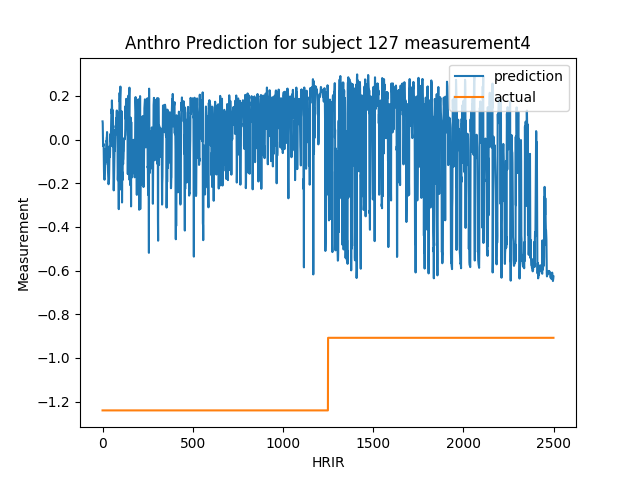 Anthro Prediction for subject 127 measurement4
prediction
actual
0.2
0.0
−0.2
−0.4
−0.6
−0.8
−1.0
−1.2
Measurement
0
500
1000
1500
2000
2500
HRIR